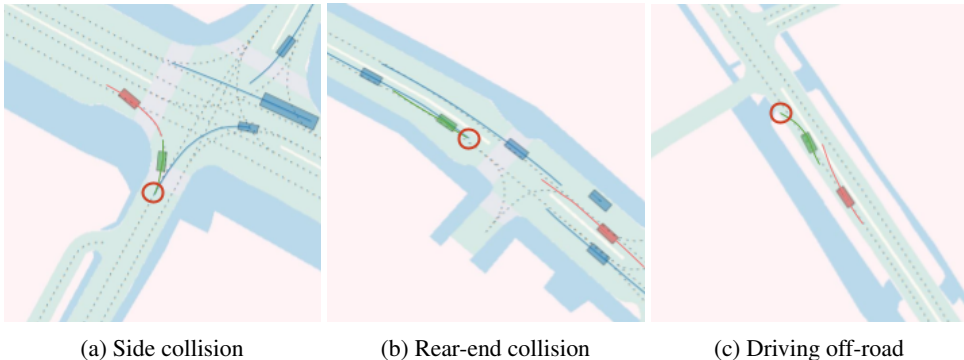 (a) Side collision
(b) Rear-end collision
(c) Driving off-road